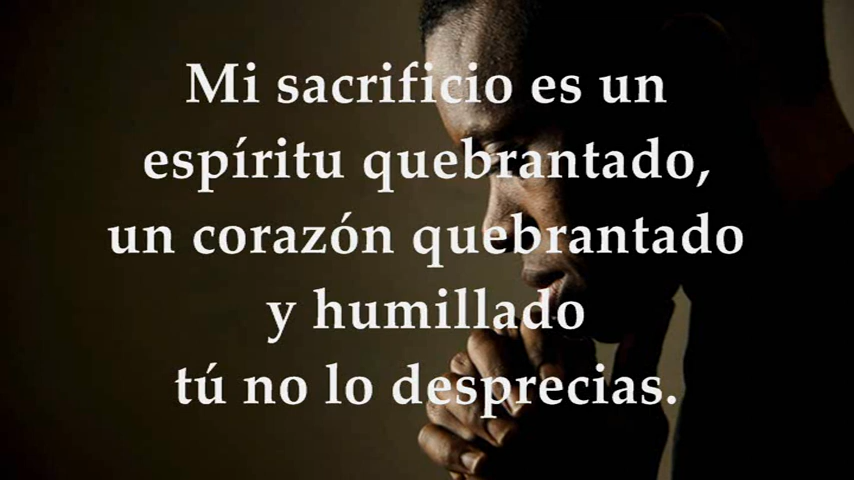 Mi sacrificio es un
espíritu quebrantado,
un corazón quebrantado
y humillado
tú no lo desprecias.